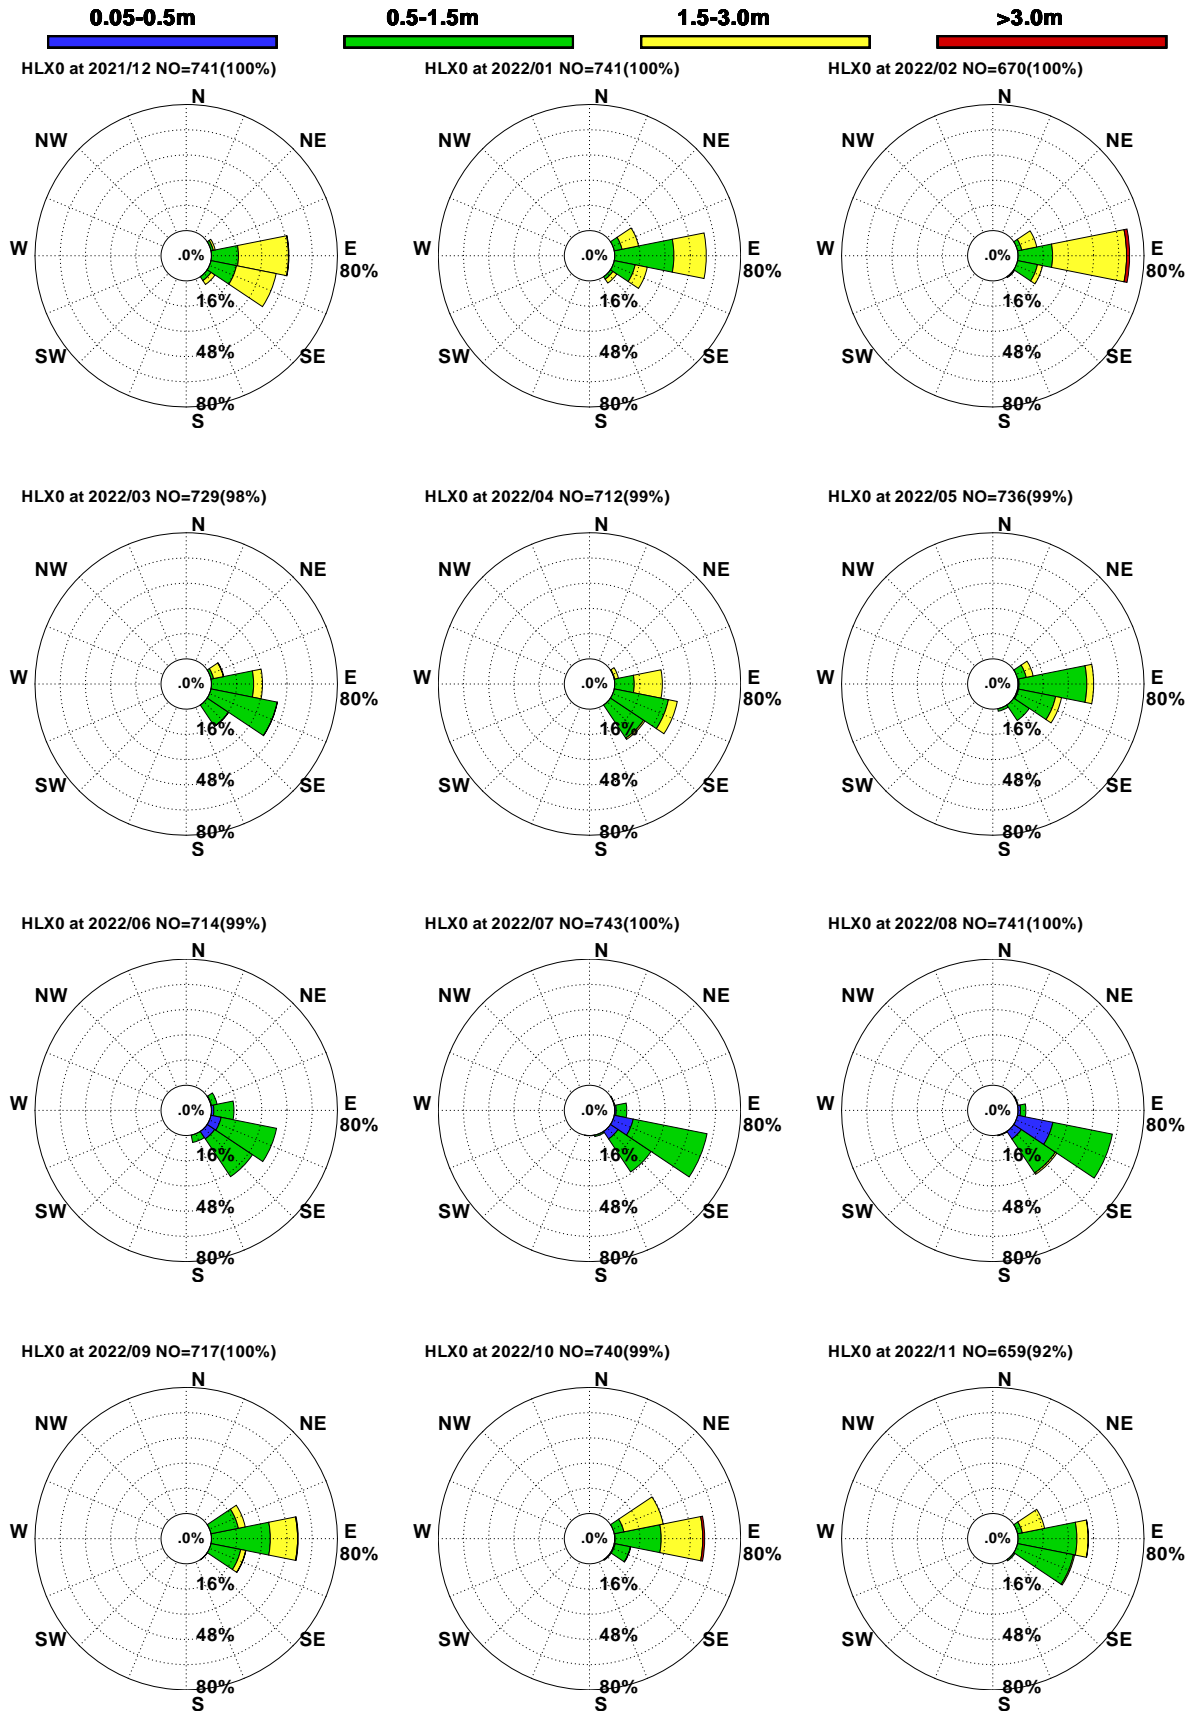 0.05-0.5m 0.5-1.5m 1.5-3.0m >3.0m
HLX0 at 2021/12 NO=741(100%) HLX0 at 2022/01 NO=741(100%) HLX0 at 2022/02 NO=670(100%)
N N N
NW NE NW NE NW NE
W .0% E W .0% E W .0% E
80% 80% 80%
16% 16% 16%
SW 48% SE SW 48% SE SW 48% SE
80% 80% 80%
S S S
HLX0 at 2022/03 NO=729(98%) HLX0 at 2022/04 NO=712(99%) HLX0 at 2022/05 NO=736(99%)
N N N
NW NE NW NE NW NE
W .0% E W .0% E W .0% E
80% 80% 80%
16% 16% 16%
SW 48% SE SW 48% SE SW 48% SE
80% 80% 80%
S S S
HLX0 at 2022/06 NO=714(99%) HLX0 at 2022/07 NO=743(100%) HLX0 at 2022/08 NO=741(100%)
N N N
NW NE NW NE NW NE
W .0% E W .0% E W .0% E
80% 80% 80%
16% 16% 16%
SW 48% SE SW 48% SE SW 48% SE
80% 80% 80%
S S S
HLX0 at 2022/09 NO=717(100%) HLX0 at 2022/10 NO=740(99%) HLX0 at 2022/11 NO=659(92%)
N N N
NW NE NW NE NW NE
W .0% E W .0% E W .0% E
80% 80% 80%
16% 16% 16%
SW 48% SE SW 48% SE SW 48% SE
80% 80% 80%
S S S